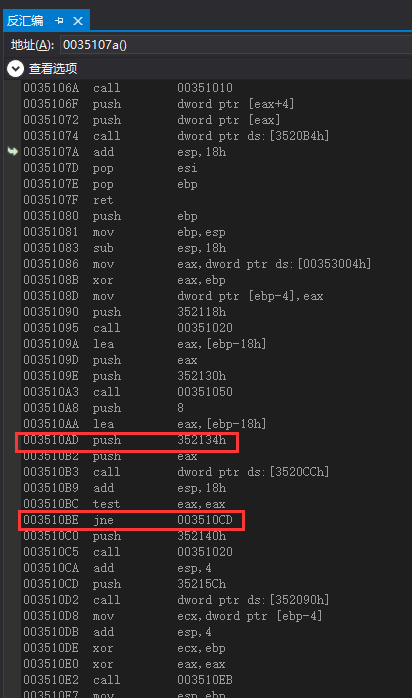 反汇编
地址(A): 0035107a()
查看选项
0035106A call 00351010
0035106F push dword ptr [eax+4]
00351072 push dword ptr [eax]
00351074 call dword ptr ds:[3520B4h]
0035107A add esp,18h
0035107D pop esi
0035107E pop ebp
0035107F ret
00351080 push ebp
00351081 mov ebp,esp
00351083 sub esp,18h
00351086 mov eax,dword ptr ds:[00353004h]
0035108B xor eax,ebp
0035108D mov dword ptr [ebp-4],eax
00351090 push 352118h
00351095 call 00351020
0035109A lea eax,[ebp-18h]
0035109D push eax
0035109E push 352130h
003510A3 call 00351050
003510A8 push 8
003510AA lea eax,[ebp-18h]
003510AD push 352134h
003510B2 push eax
003510B3 call dword ptr ds:[3520CCh]
003510B9 add esp,18h
003510BC test eax,eax
003510BE jne 003510CD
003510C0 push 352140h
003510C5 call 00351020
003510CA add esp,4
003510CD push 35215Ch
003510D2 call dword ptr ds:[352090h]
003510D8 mov ecx,dword ptr [ebp-4]
003510DB add esp,4
003510DE xor ecx,ebp
003510E0 xor eax,eax
003510E2 call 003510EB
003510E7 mov esp,ebp